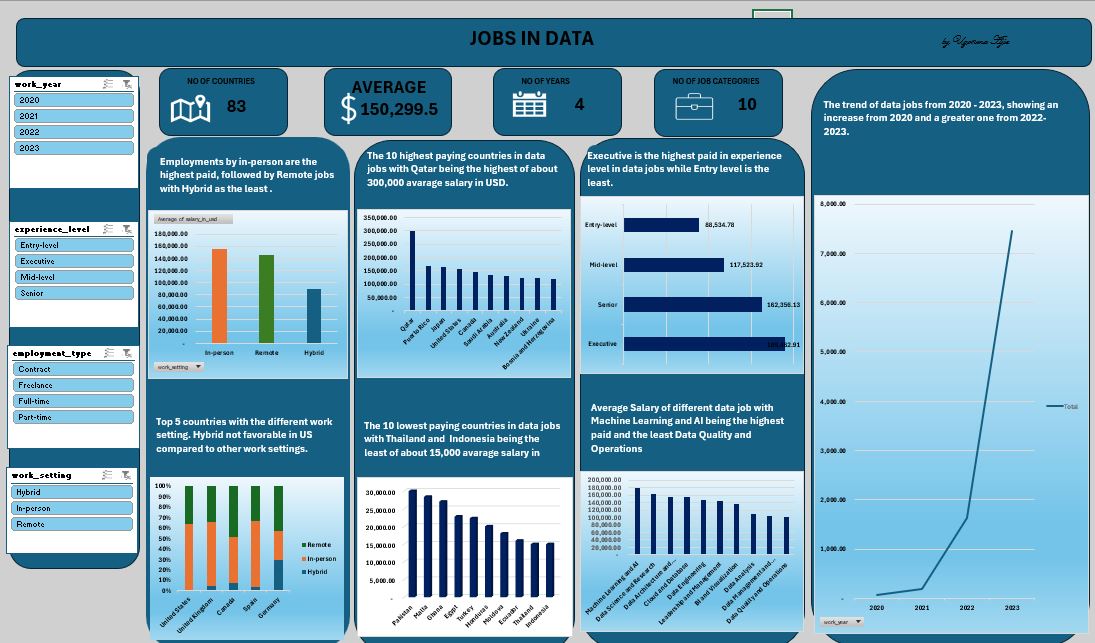 JOBS IN DATA
by
work_year
2020
2021
2022
2023
experience_level
Entry-level
Executive
Mid-level
Senior
employment_type
Contract
Freelance
Full-time
Part-time
work_setting
Hybrid
In-person
Remote
NO OF COUNTRIES
83
AVERAGE
$ 150,299.5
NO OF YEARS
4
NO OF JOB CATEGORIES
10
Employments by in-person are the
highest paid, followed by Remote jobs
with Hybrid as the least .
Average of salary_in_usd
180,000.00
160,000.00
140,000.00
120,000.00
100,000.00
80,000.00
60,000.00
40,000.00
20,000.00
-
In-person
Remote
Hybrid
work_setting
Top 5 countries with the different work
setting. Hybrid not favorable in US
compared to other work settings.
100%
90%
80%
70%
60%
50%
40%
30%
20%
10%
0%
United States
United Kingdom
Canada
Spain
Germany
Remote
In-person
Hybrid
The 10 highest paying countries in data
jobs with Qatar being the highest of about
300,000 avarage salary in USD.
350,000.00
300,000.00
250,000.00
200,000.00
150,000.00
100,000.00
50,000.00
-
Qatar
Puerto Rico
Japan
United States
Canada
Saudi Arabia
Australia
New Zealand
Ukraine
Bosnia and Herzegovina
The 10 lowest paying countries in data jobs
with Thailand and Indonesia being the
least of about 15,000 avarage salary in
30,000.00
25,000.00
20,000.00
15,000.00
10,000.00
5,000.00
-
Pakistan
Malta
Ghana
Egypt
Turkey
Honduras
Moldova
Ecuador
Thailand
Indonesia
Executive is the highest paid in experience
level in data jobs while Entry level is the
least.
Entry-level
88,534.78
Mid-level
117,523.92
Senior
162,356.13
Executive
Average Salary of different data job with
Machine Learning and AI being the highest
paid and the least Data Quality and
Operations
200,000.00
180,000.00
160,000.00
140,000.00
120,000.00
100,000.00
80,000.00
60,000.00
40,000.00
20,000.00
-
Machine Learning and AI
Data Science and Research
Data Architecture and...
Cloud and Database
Data Engineering
Leadership and Management
BI and Visualization
Data Analysis
Data Management and...
Data Quality and Operations
The trend of data jobs from 2020 - 2023, showing an
increase from 2020 and a greater one from 2022-
2023.
8,000.00
7,000.00
6,000.00
5,000.00
4,000.00
3,000.00
2,000.00
1,000.00
-
2020
2021
2022
2023
Total
work_year